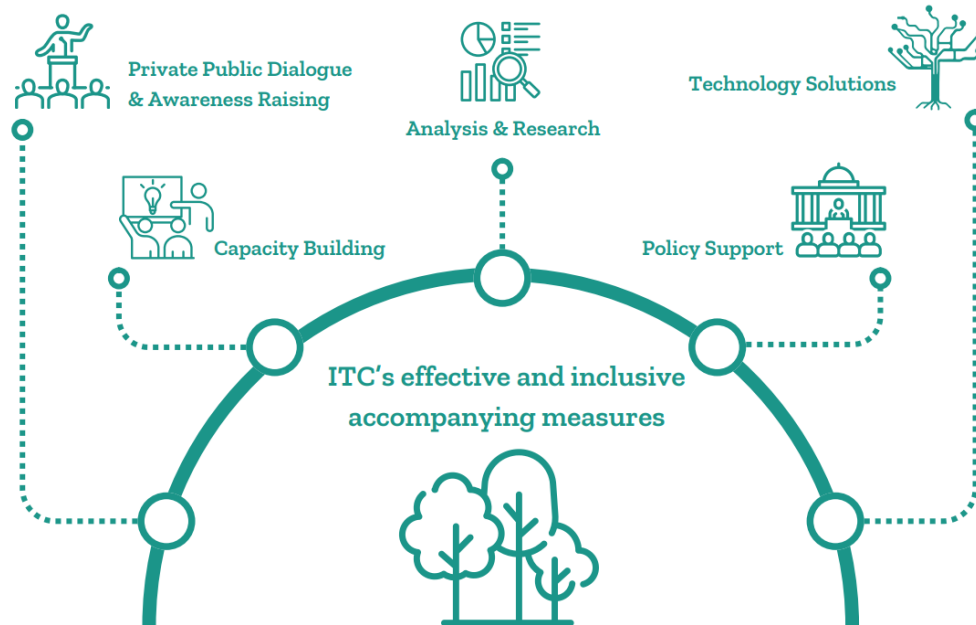 Private Public Dialogue
& Awareness Raising
Analysis & Research
Technology Solutions
Capacity Building
Policy Support
ITC’s effective and inclusive
accompanying measures